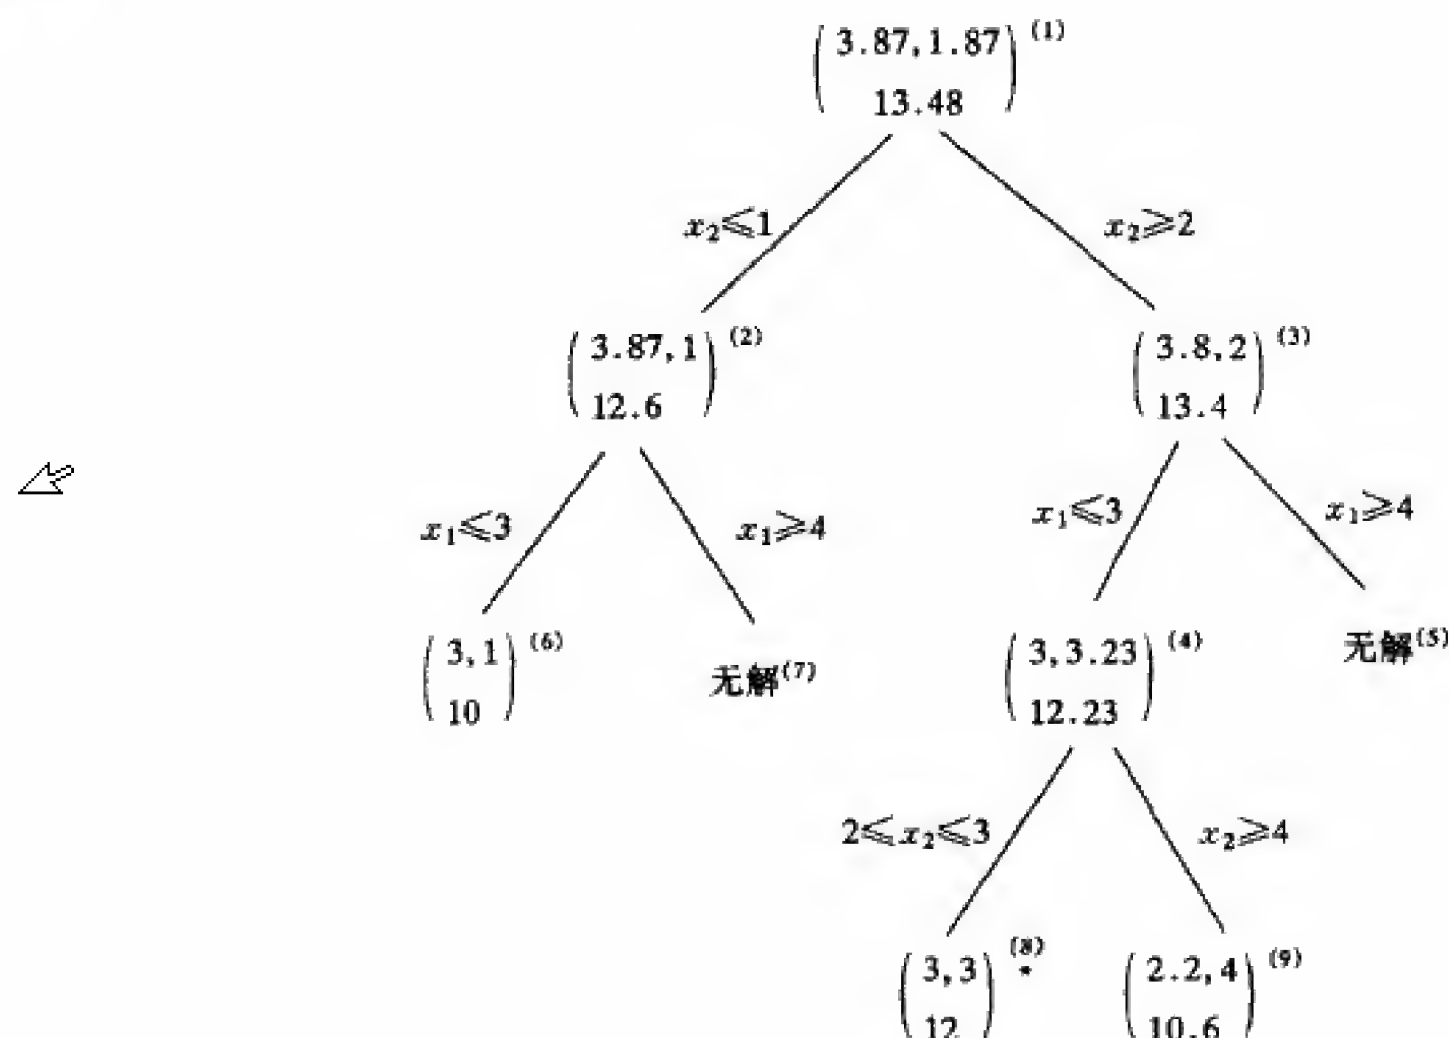 3.87,1.87 (1)
13.48
x₂⩽1
x₂⩾2
3.87,1 (2)
12.6
3.8,2 (3)
13.4
x₁⩽3
x₁⩾4
x₁⩽3
x₁⩾4
3,1 (6)
10
无解(7)
3,3.23 (4)
12.23
无解(5)
2⩽x₂⩽3
x₂⩾4
3,3 (8)
*
12
2.2,4 (9)
10.6